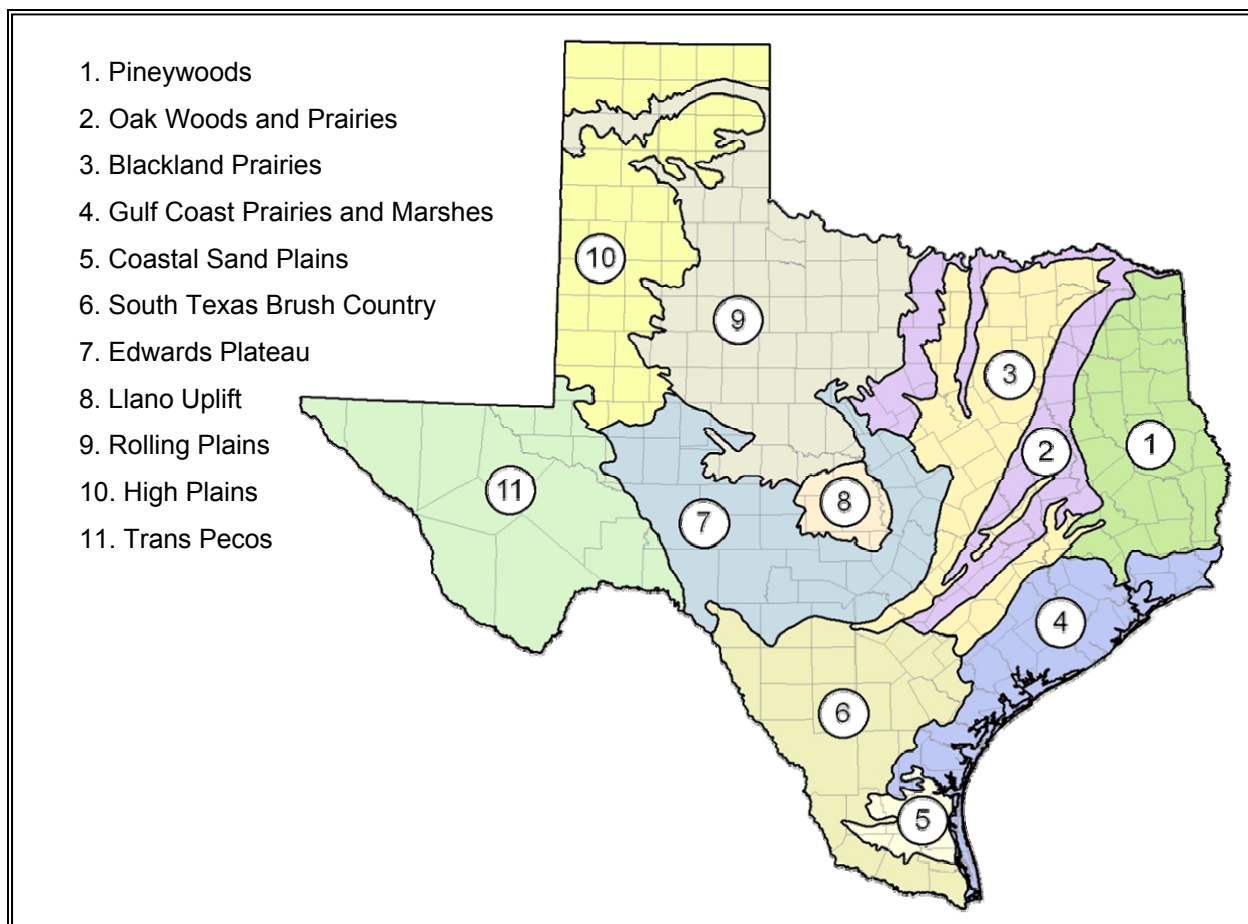 1. Pineywoods
2. Oak Woods and Prairies
3. Blackland Prairies
4. Gulf Coast Prairies and Marshes
5. Coastal Sand Plains
6. South Texas Brush Country
7. Edwards Plateau
8. Llano Uplift
9. Rolling Plains
10. High Plains
11. Trans Pecos
10
9
3
2
1
11
8
7
4
6
5